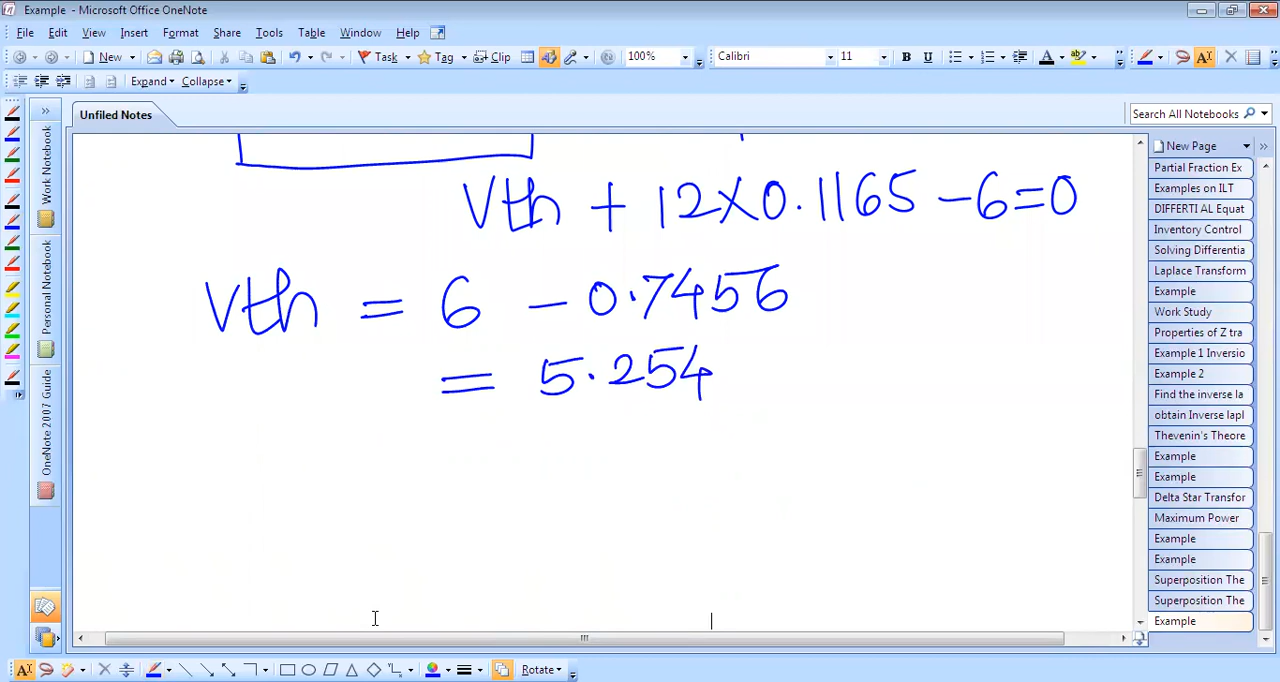 Example - Microsoft Office OneNote
File Edit View Insert Format Share Tools Table Window Help
New Task Tag Clip 100% Calibri 11 B U A ab A
Expand Collapse
Unfiled Notes
Search All Notebooks
Work Notebook
Personal Notebook
OneNote 2007 Guide
Vth + 12×0.1165 -6=0
Vth = 6 - 0.7456
= 5.254
New Page
Partial Fraction Ex
Examples on ILT
DIFFERTI AL Equat
Inventory Control
Solving Differentia
Laplace Transform
Example
Work Study
Properties of Z tra
Example 1 Inversio
Example 2
Find the inverse la
obtain Inverse lapl
Thevenin's Theore
Example
Example
Delta Star Transfor
Maximum Power
Example
Example
Superposition The
Superposition The
Example
A Rotate